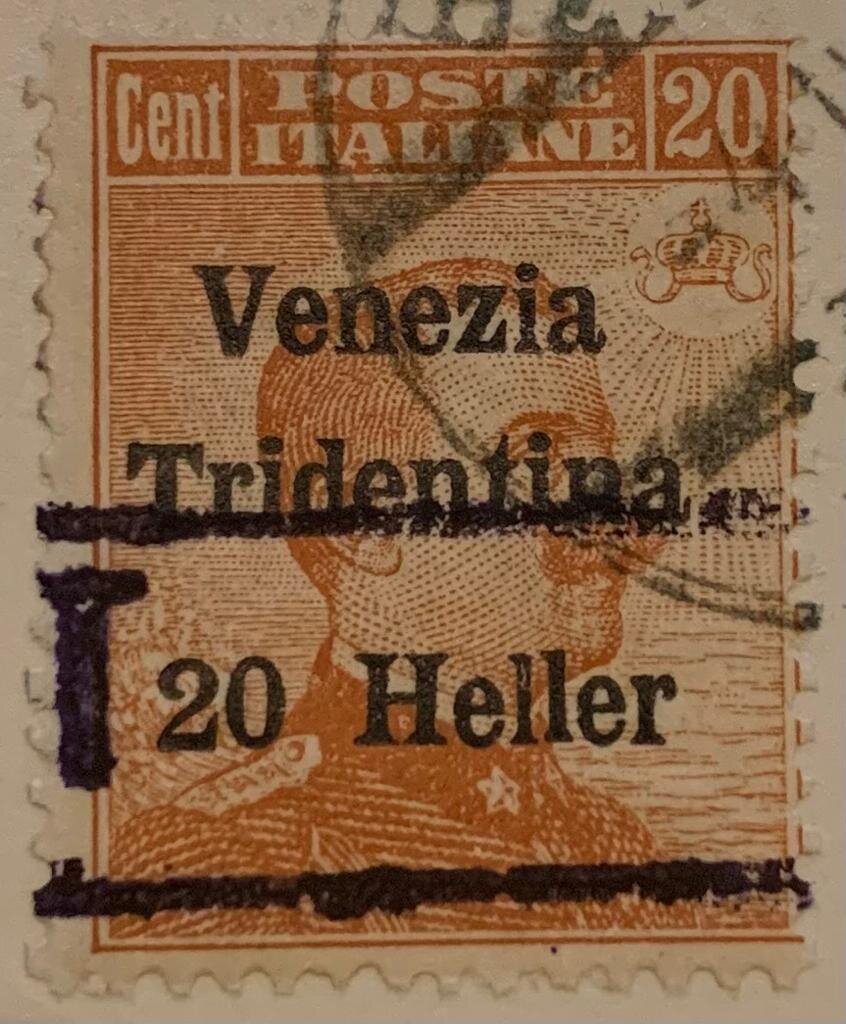 Cent POSTE 20
ITALIANE
Venezia
Tridentina
20 Heller